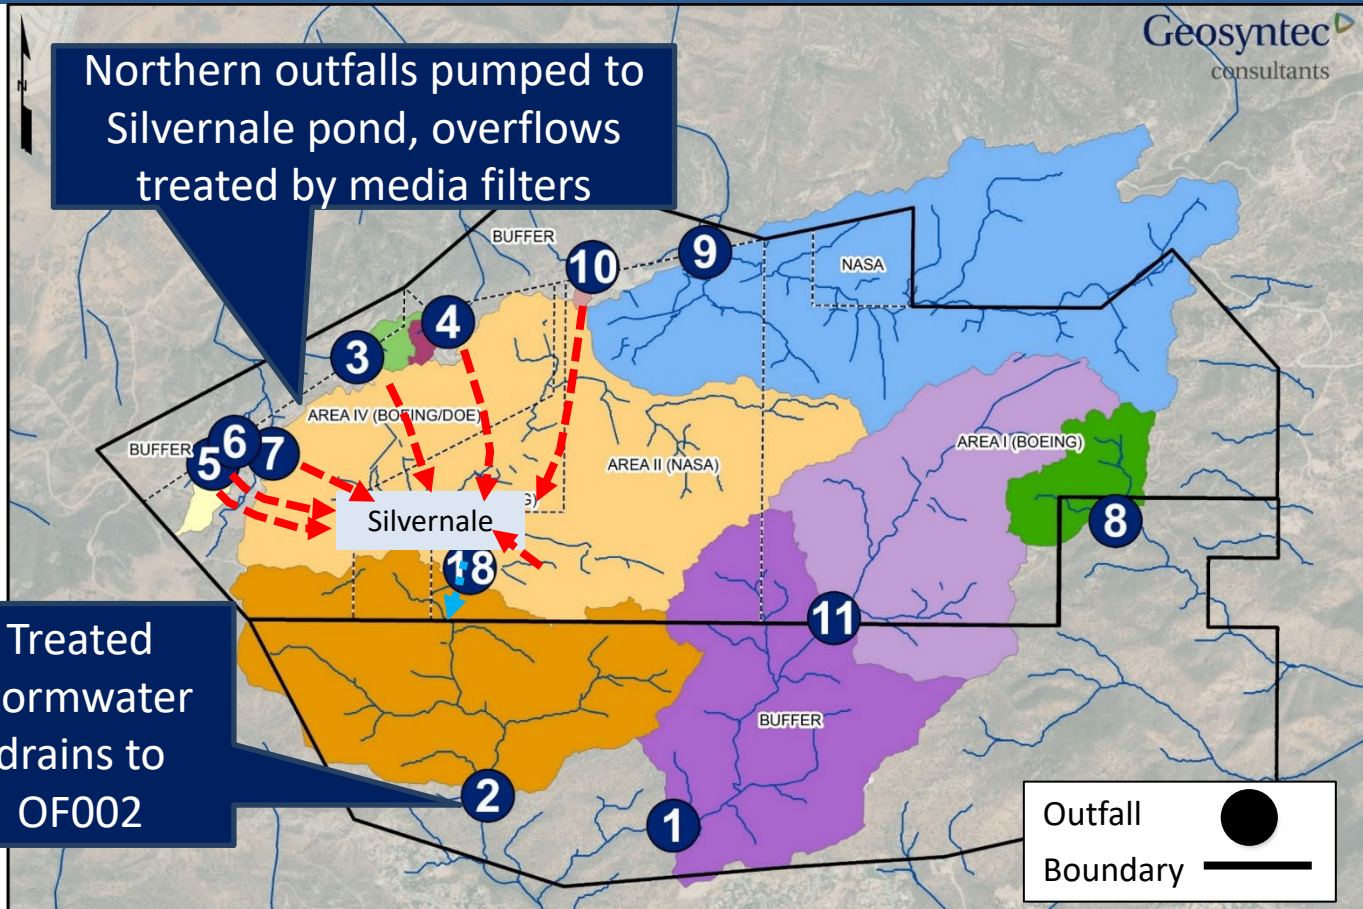 Geosyntec
consultants
N
Northern outfalls pumped to
Silvernale pond, overflows
treated by media filters
BUFFER
10
9
NASA
4
3
AREA IV (BOEING/DOE)
AREA I (BOEING)
BUFFER
5
6
7
AREA II (NASA)
G)
Silvernale
8
18
11
Treated
tormwater
drains to
OF002
BUFFER
2
1
Outfall
Boundary